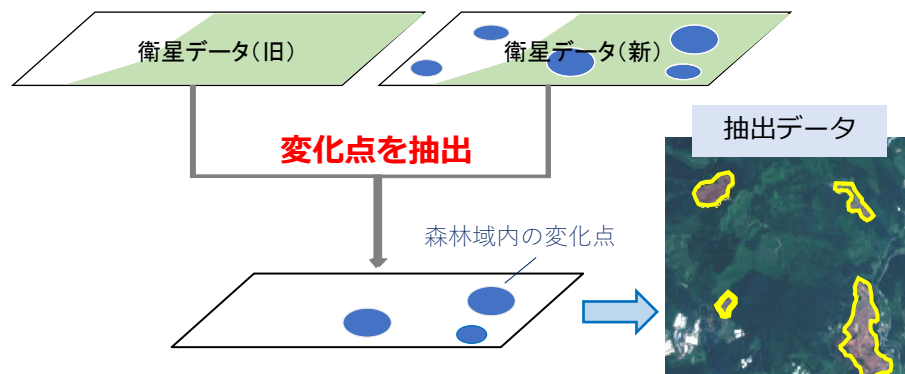 衛星データ(旧)
衛星データ(新)
変化点を抽出
抽出データ
森林域内の変化点